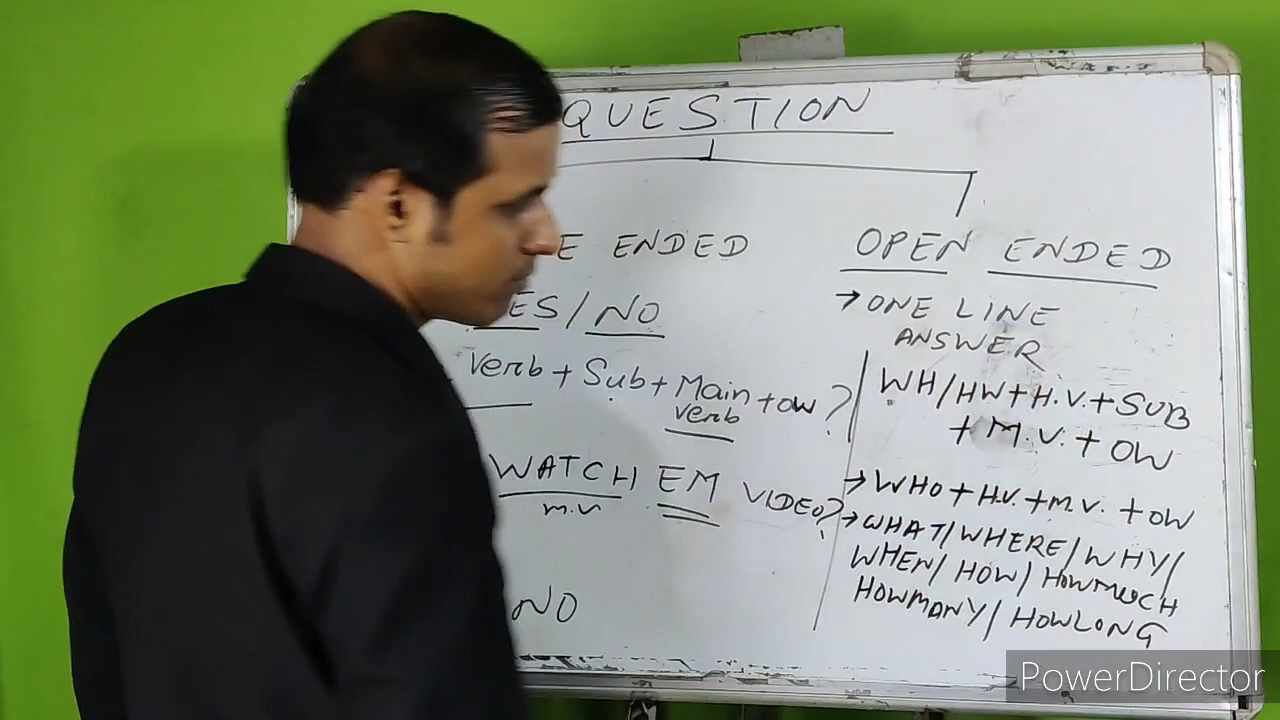 QUESTION
E ENDED
ES/NO
verb + Sub + Main + ow ?
verb
WATCH EM VIDEO?
m.v
NO
OPEN ENDED
→ ONE LINE
ANSWER
WH/HW + H.V. + SUB
+ M.V. + OW
→ WHO + H.V. + M.V. + OW
→ WHAT/WHERE/WHY/
WHEN/HOW/HOWMUCH
HOWMANY/HOWLONG
PowerDirector